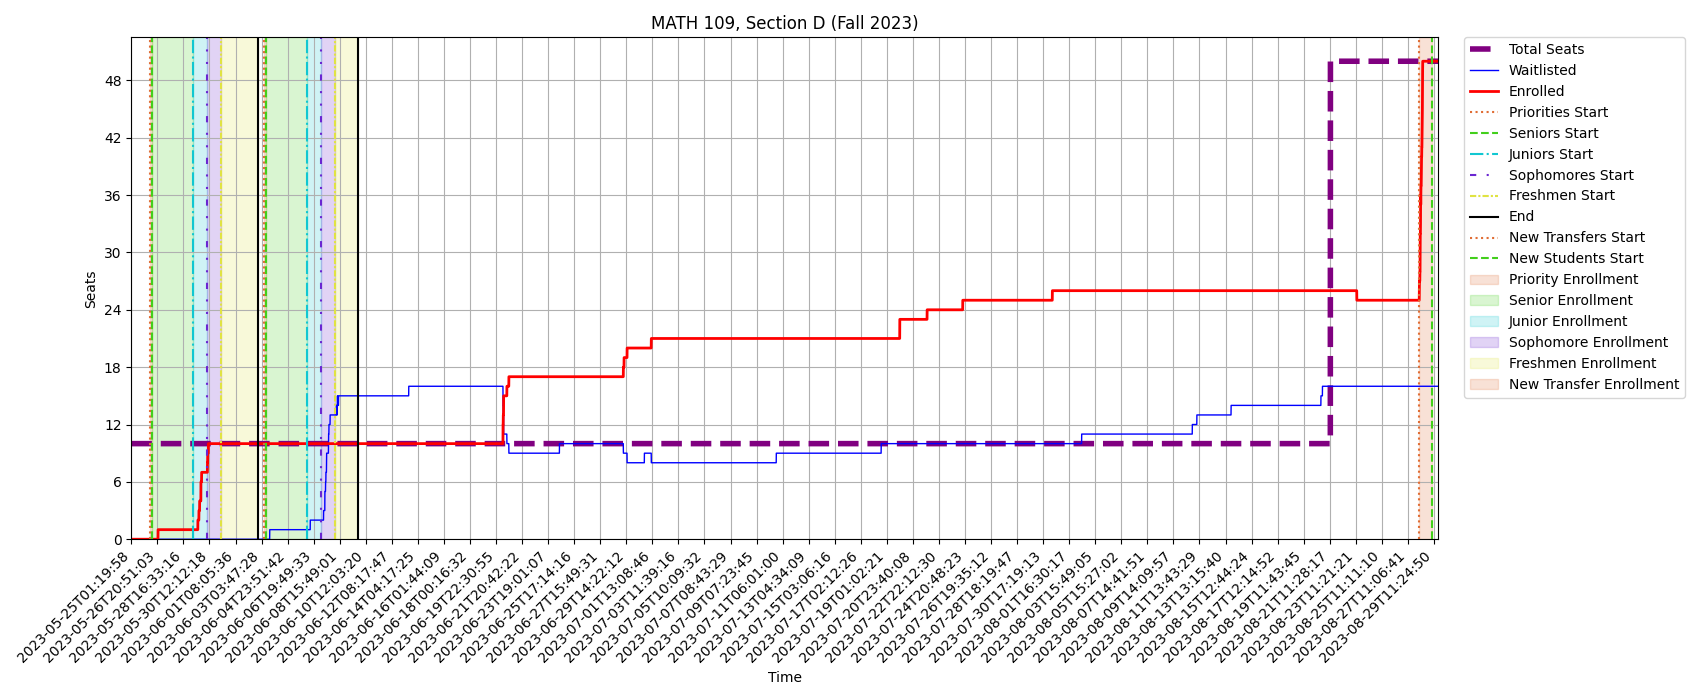 MATH 109, Section D (Fall 2023)
Seats
48
42
36
30
24
18
12
6
0
2023-05-25T01:19:58
2023-05-26T20:51:03
2023-05-28T16:33:16
2023-05-30T12:12:18
2023-06-01T08:05:36
2023-06-03T03:47:28
2023-06-04T23:51:42
2023-06-06T19:49:33
2023-06-08T15:49:01
2023-06-10T12:03:20
2023-06-12T08:17:47
2023-06-14T04:17:25
2023-06-16T01:44:09
2023-06-18T00:16:32
2023-06-19T22:30:55
2023-06-21T20:42:22
2023-06-23T19:01:07
2023-06-25T17:14:16
2023-06-27T15:49:31
2023-06-29T14:22:12
2023-07-01T13:08:46
2023-07-03T11:39:16
2023-07-05T10:09:32
2023-07-07T08:43:29
2023-07-09T07:23:45
2023-07-11T06:01:00
2023-07-13T04:34:09
2023-07-15T03:06:16
2023-07-17T02:12:26
2023-07-19T01:02:21
2023-07-20T23:40:08
2023-07-22T22:12:30
2023-07-24T20:48:23
2023-07-26T19:35:12
2023-07-28T18:19:47
2023-07-30T17:19:13
2023-08-01T16:30:17
2023-08-03T15:49:05
2023-08-05T15:27:02
2023-08-07T14:41:51
2023-08-09T14:09:57
2023-08-11T13:43:29
2023-08-13T13:15:40
2023-08-15T12:44:24
2023-08-17T12:14:52
2023-08-19T11:43:45
2023-08-21T11:28:17
2023-08-23T11:21:21
2023-08-25T11:11:10
2023-08-27T11:06:41
2023-08-29T11:24:50
Time
Total Seats
Waitlisted
Enrolled
Priorities Start
Seniors Start
Juniors Start
Sophomores Start
Freshmen Start
End
New Transfers Start
New Students Start
Priority Enrollment
Senior Enrollment
Junior Enrollment
Sophomore Enrollment
Freshmen Enrollment
New Transfer Enrollment